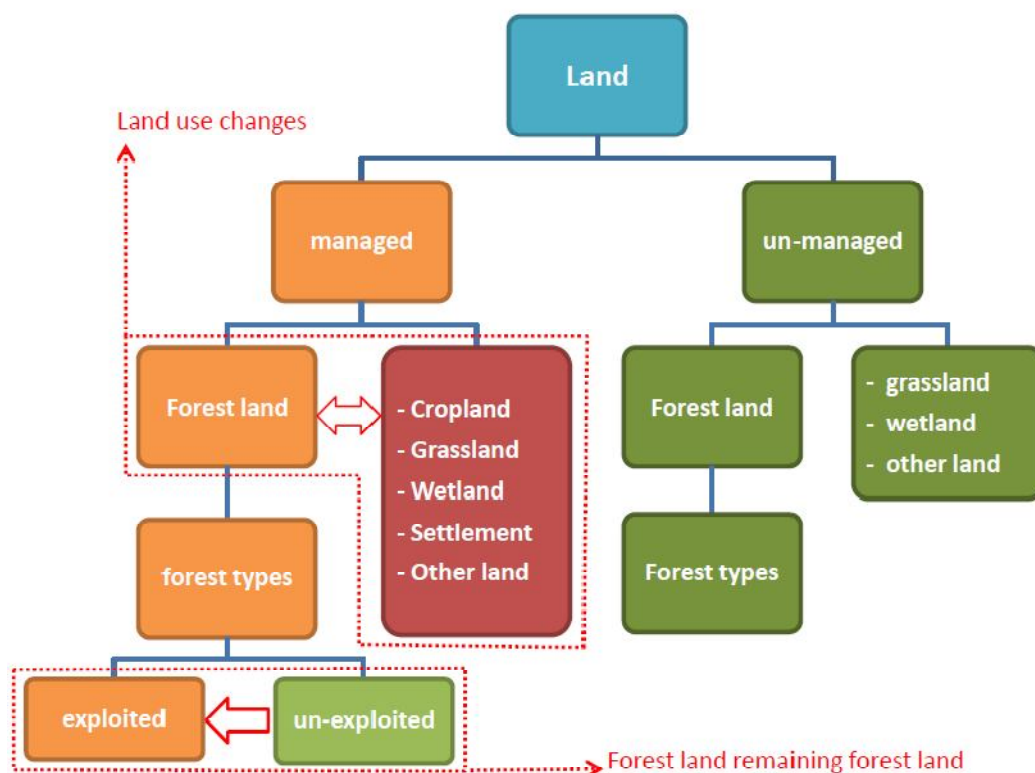 Land
Land use changes
managed
un-managed
Forest land
- Cropland
- Grassland
- Wetland
- Settlement
- Other land
Forest land
- grassland
- wetland
- other land
forest types
Forest types
exploited
un-exploited
Forest land remaining forest land